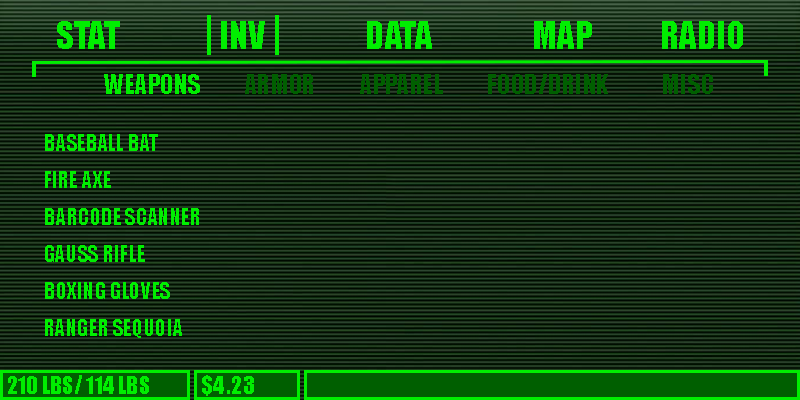 STAT INV DATA MAP RADIO
WEAPONS ARMOR APPAREL FOOD/DRINK MISC
BASEBALL BAT
FIRE AXE
BARCODE SCANNER
GAUSS RIFLE
BOXING GLOVES
RANGER SEQUOIA
210 LBS / 114 LBS $4.23